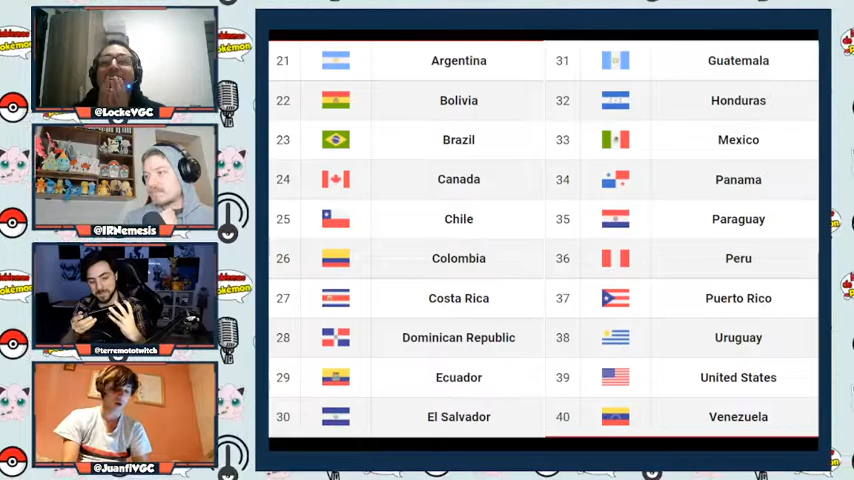 @LockeVGC
@IRNemesis
@terremototwitch
@JuanfiVGC
21 Argentina 31 Guatemala
22 Bolivia 32 Honduras
23 Brazil 33 Mexico
24 Canada 34 Panama
25 Chile 35 Paraguay
26 Colombia 36 Peru
27 Costa Rica 37 Puerto Rico
28 Dominican Republic 38 Uruguay
29 Ecuador 39 United States
30 El Salvador 40 Venezuela